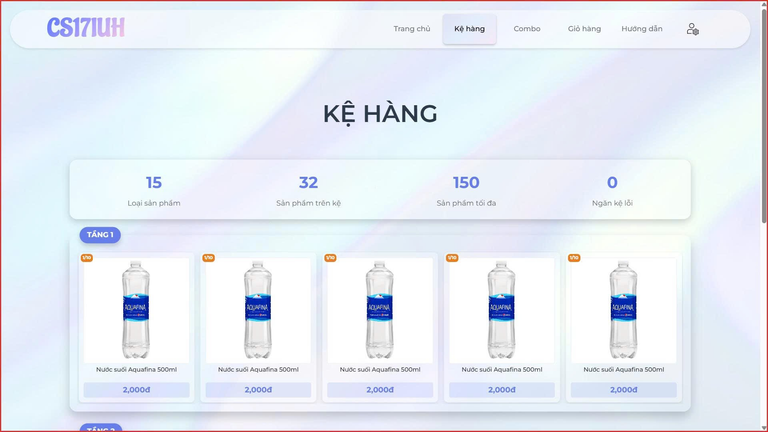 CS171UH
Trang chủ
Kệ hàng
Combo
Giỏ hàng
Hướng dẫn
KỆ HÀNG
15
32
150
0
Loại sản phẩm
Sản phẩm trên kệ
Sản phẩm tối đa
Ngăn kệ lỗi
TẦNG 1
1/10
1/10
1/10
1/10
1/10
AQUAFINA
AQUAFINA
AQUAFINA
AQUAFINA
AQUAFINA
Nước suối Aquafina 500ml
Nước suối Aquafina 500ml
Nước suối Aquafina 500ml
Nước suối Aquafina 500ml
Nước suối Aquafina 500ml
2,000đ
2,000đ
2,000đ
2,000đ
2,000đ
TẦNG 2